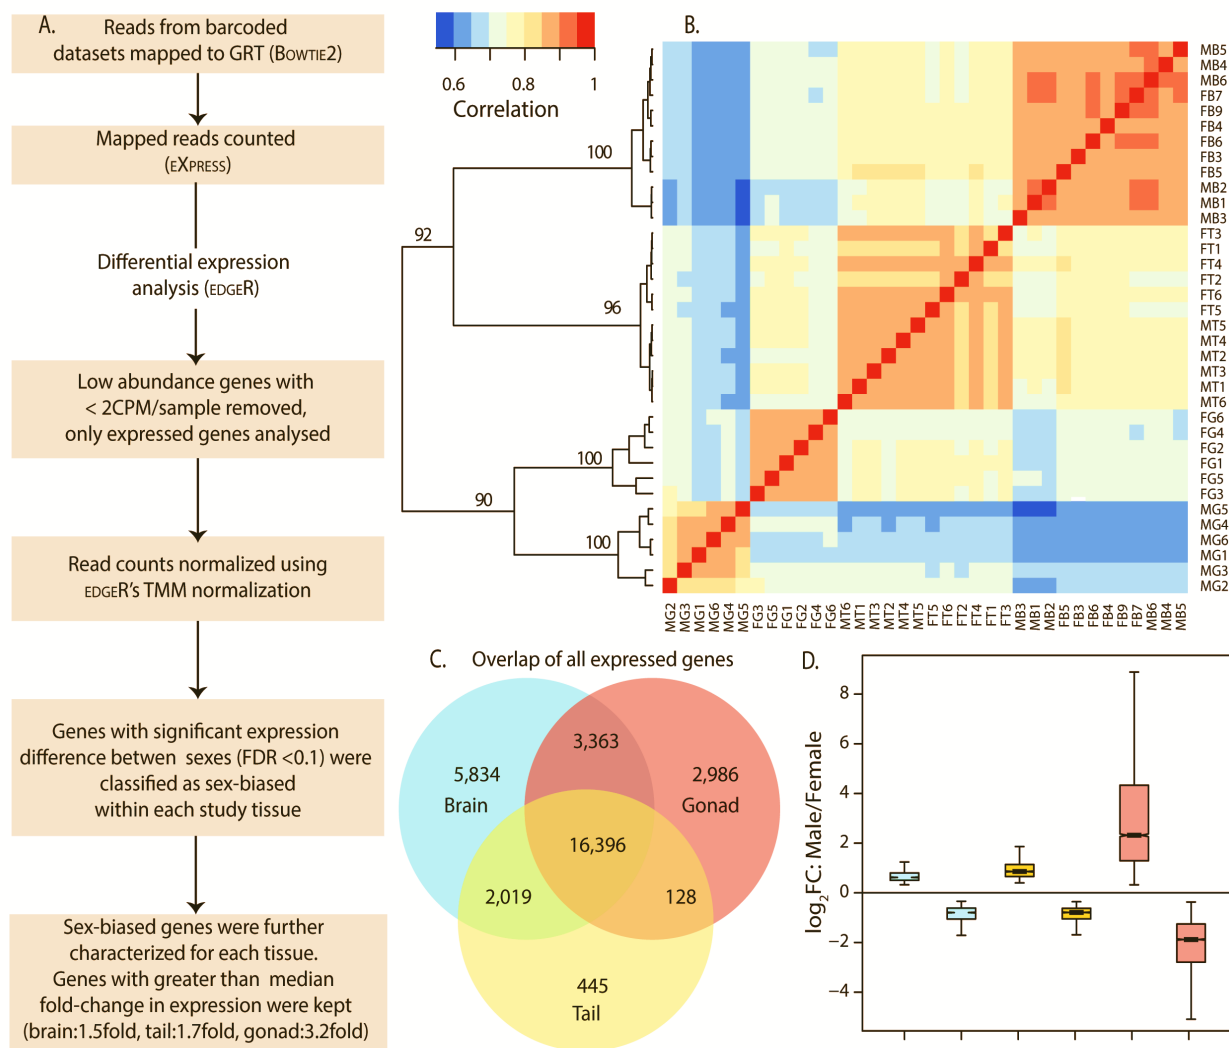 A.
Reads from barcoded
datasets mapped to GRT (BOWTIE2)
Mapped reads counted
(EXPRESS)
Differential expression
analysis (EDGER)
Low abundance genes with
< 2CPM/sample removed,
only expressed genes analysed
Read counts normalized using
EDGER's TMM normalization
Genes with significant expression
difference betwen sexes (FDR <0.1) were
classified as sex-biased
within each study tissue
Sex-biased genes were further
characterized for each tissue.
Genes with greater than median
fold-change in expression were kept
(brain:1.5fold, tail:1.7fold, gonad:3.2fold)
B.
0.6 0.8 1
Correlation
100
92
96
100
90
100
MB5
MB4
MB6
FB7
FB9
FB4
FB6
FB3
FB5
MB2
MB1
MB3
FT3
FT1
FT4
FT2
FT6
FT5
MT5
MT4
MT2
MT3
MT1
MT6
FG6
FG4
FG2
FG1
FG5
FG3
MG5
MG4
MG6
MG1
MG3
MG2
MG2 MG3 MG1 MG6 MG4 MG5 FG3 FG5 FG1 FG2 FG4 FG6 MT6 MT1 MT3 MT2 MT4 MT5 FT5 FT6 FT2 FT4 FT1 FT3 MB3 MB1 MB2 FB5 FB3 FB6 FB4 FB9 FB7 MB6 MB4 MB5
C.
Overlap of all expressed genes
3,363
5,834
Brain
2,986
Gonad
16,396
2,019
128
445
Tail
D.
log2FC: Male/Female
8
6
4
2
0
−2
−4